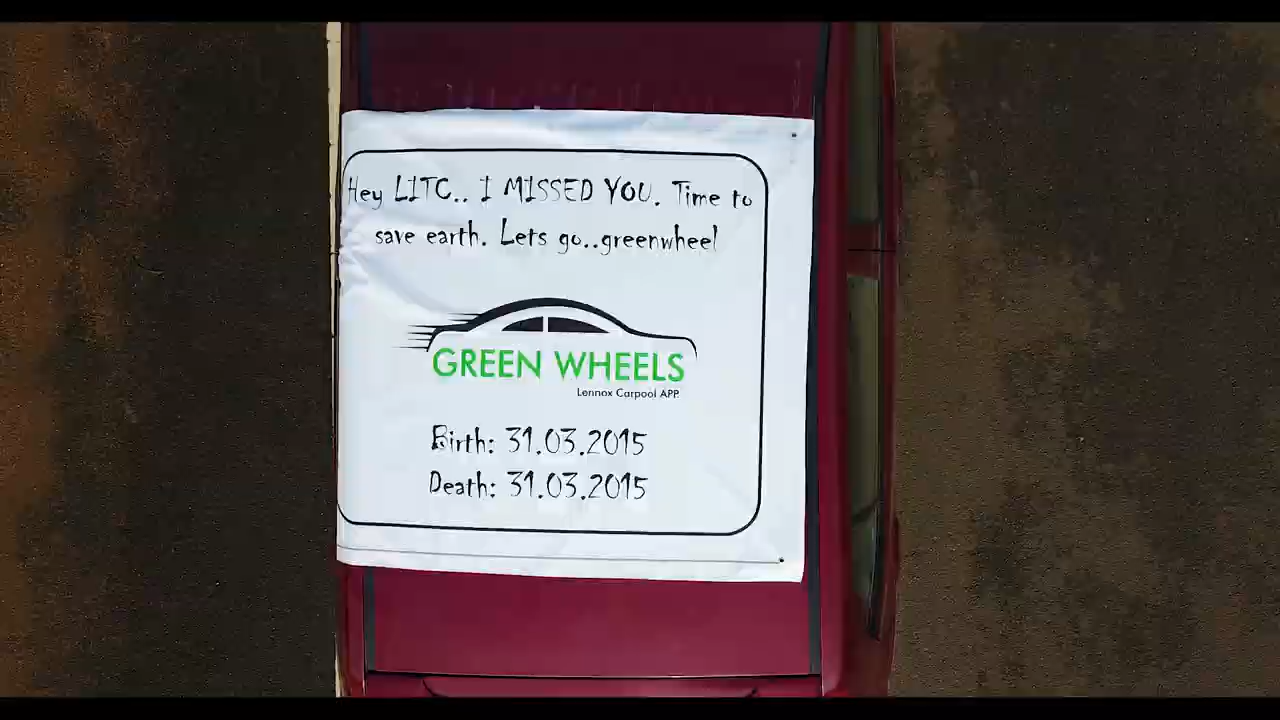 Hey LITC.. I MISSED YOU. Time to
save earth. Lets go..greenwheel
GREEN WHEELS
Lennox Carpool APP.
Birth: 31.03.2015
Death: 31.03.2015